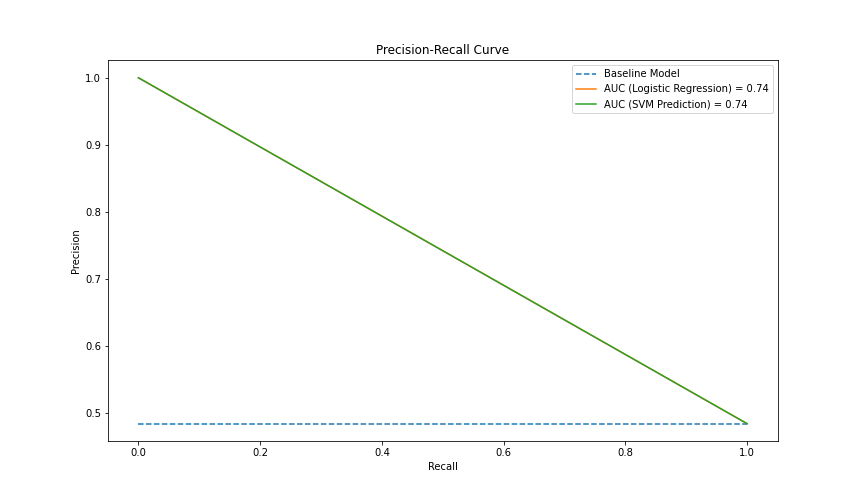 Precision-Recall Curve
Baseline Model
AUC (Logistic Regression) = 0.74
AUC (SVM Prediction) = 0.74
1.0
0.9
0.8
0.7
0.6
0.5
Precision
0.0 0.2 0.4 0.6 0.8 1.0
Recall